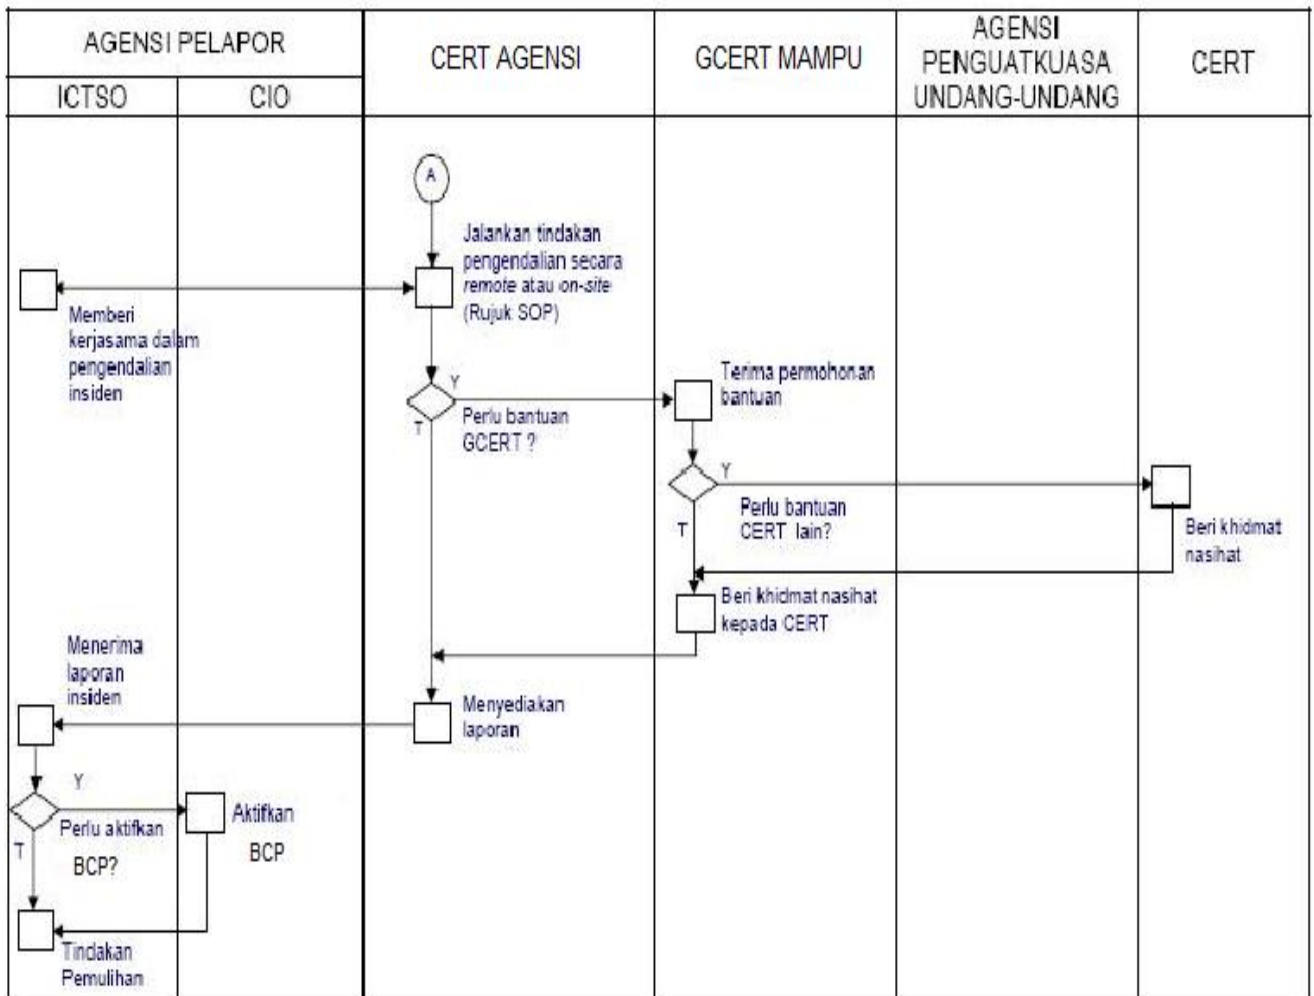 AGENSI PELAPOR
ICTSO
CIO
CERT AGENSI
GCERT MAMPU
AGENSI
PENGUATKUASA
UNDANG-UNDANG
CERT
A
Jalankan tindakan
pengendalian secara
remote atau on-site
(Rujuk SOP)
Memberi
kerjasama dalam
pengendalian
insiden
Y
T
Perlu bantuan
GCERT ?
Terima permohonan
bantuan
Y
T
Perlu bantuan
CERT lain?
Beri khidmat
nasihat
Beri khidmat nasihat
kepada CERT
Menerima
laporan
insiden
Menyediakan
laporan
Y
T
Perlu aktifkan
BCP?
Aktifkan
BCP
Tindakan
Pemulihan